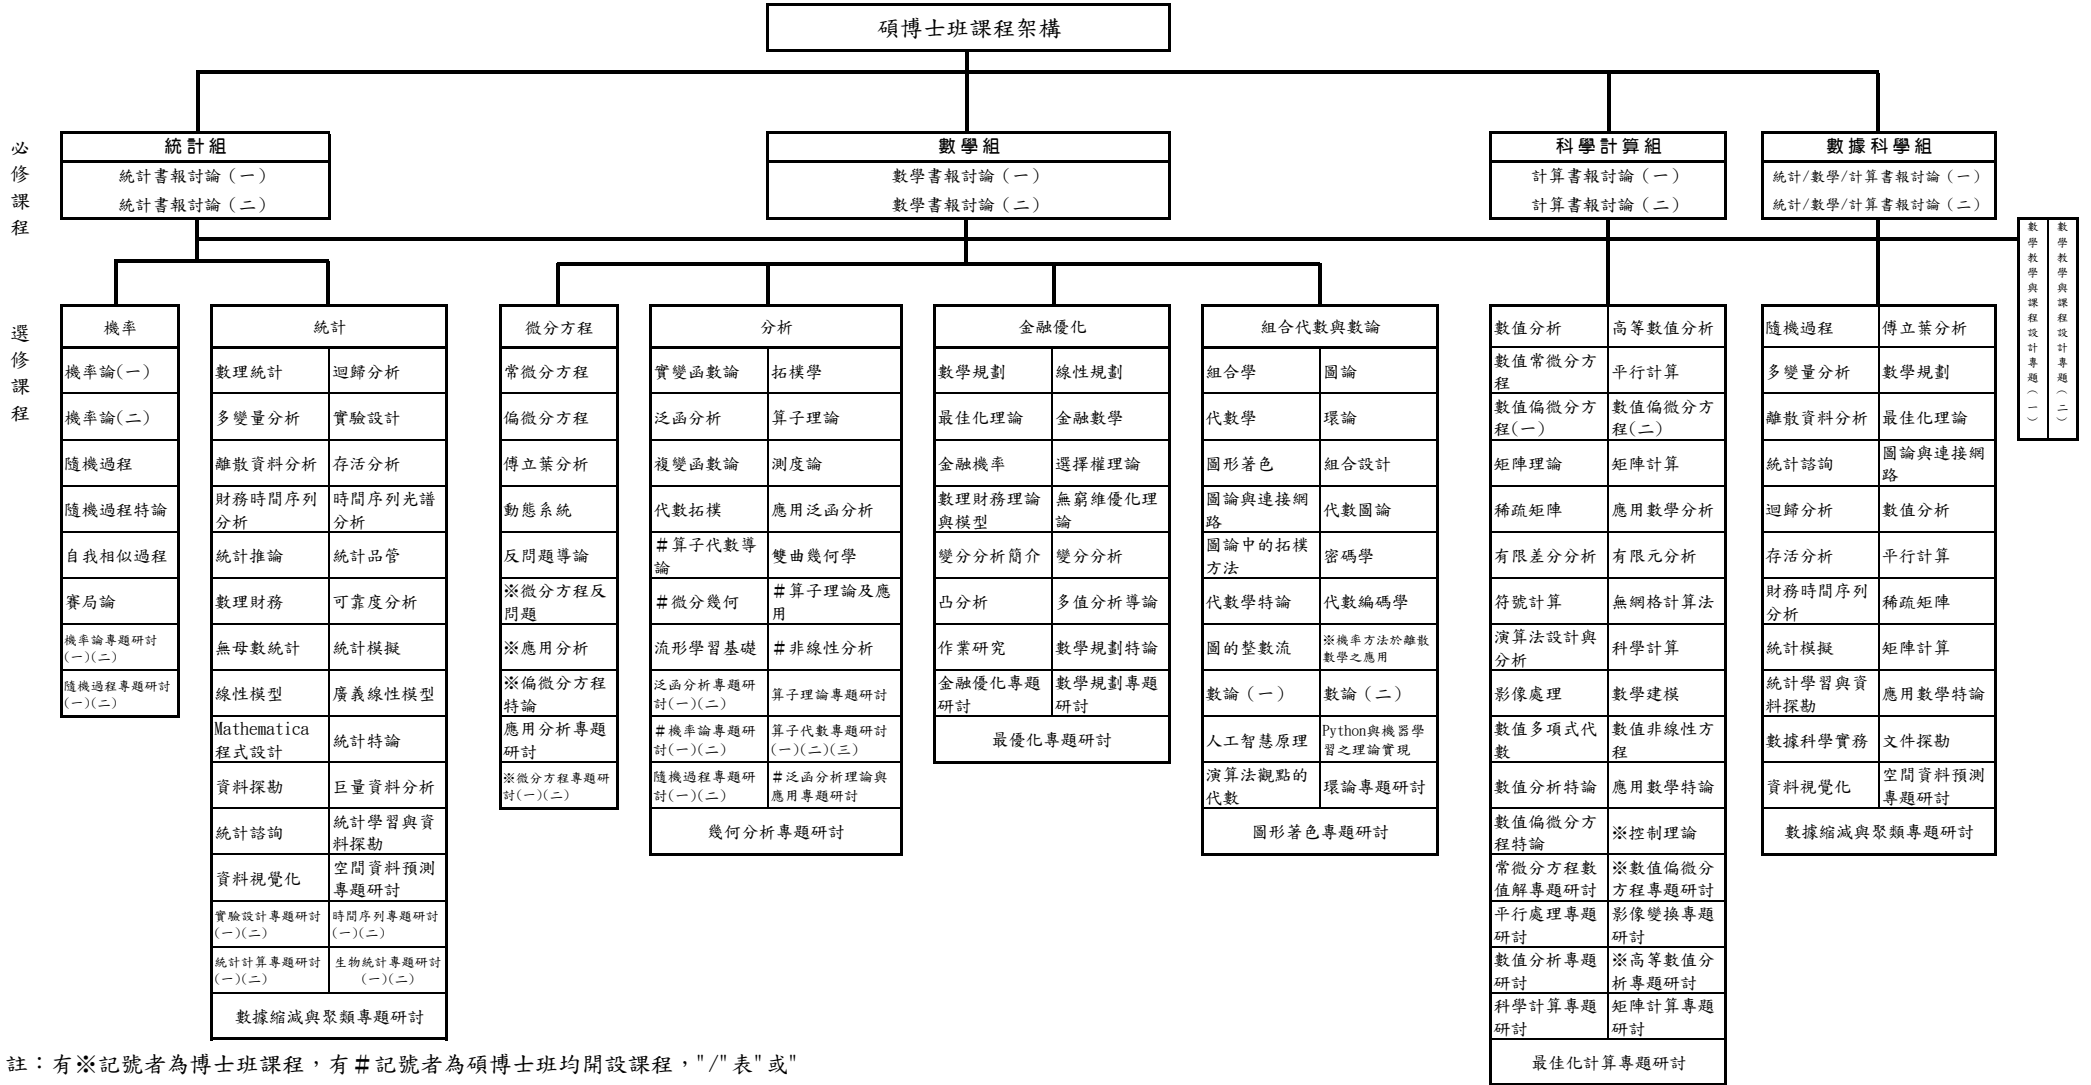 碩博士班課程架構
必修課程
統計組
統計書報討論（一）
統計書報討論（二）
數學組
數學書報討論（一）
數學書報討論（二）
科學計算組
計算書報討論（一）
計算書報討論（二）
數據科學組
統計/數學/計算書報討論（一）
統計/數學/計算書報討論（二）
數學教學與課程設計專題（一）
數學教學與課程設計專題（二）
選修課程
機率
機率論(一)
機率論(二)
隨機過程
隨機過程特論
自我相似過程
賽局論
機率論專題研討
(一)(二)
隨機過程專題研討
(一)(二)
統計
數理統計
迴歸分析
多變量分析
實驗設計
離散資料分析
存活分析
財務時間序列
分析
時間序列光譜
分析
統計推論
統計品管
數理財務
可靠度分析
無母數統計
統計模擬
線性模型
廣義線性模型
Mathematica
程式設計
統計特論
資料探勘
巨量資料分析
統計諮詢
統計學習與資
料探勘
資料視覺化
空間資料預測
專題研討
實驗設計專題研討
(一)(二)
時間序列專題研討
(一)(二)
統計計算專題研討
(一)(二)
生物統計專題研討
(一)(二)
數據縮減與聚類專題研討
微分方程
常微分方程
偏微分方程
傅立葉分析
動態系統
反問題導論
※微分方程反
問題
※應用分析
※偏微分方程
特論
應用分析專題
研討
※微分方程專題研
討(一)(二)
分析
實變函數論
拓樸學
泛函分析
算子理論
複變函數論
測度論
代數拓樸
應用泛函分析
＃算子代數導
論
雙曲幾何學
＃微分幾何
＃算子理論及應
用
流形學習基礎
＃非線性分析
泛函分析專題研
討(一)(二)
算子理論專題研討
＃機率論專題研
討(一)(二)
算子代數專題研討
(一)(二)(三)
隨機過程專題研
討(一)(二)
＃泛函分析理論與
應用專題研討
幾何分析專題研討
金融優化
數學規劃
線性規劃
最佳化理論
金融數學
金融機率
選擇權理論
數理財務理論
與模型
無窮維優化理
論
變分分析簡介
變分分析
凸分析
多值分析導論
作業研究
數學規劃特論
金融優化專題
研討
數學規劃專題
研討
最優化專題研討
組合代數與數論
組合學
圖論
代數學
環論
圖形著色
組合設計
圖論與連接網
路
代數圖論
圖論中的拓樸
方法
密碼學
代數學特論
代數編碼學
圖的整數流
※機率方法於離散
數學之應用
數論（一）
數論（二）
人工智慧原理
Python與機器學
習之理論實現
演算法觀點的
代數
環論專題研討
圖形著色專題研討
數值分析
高等數值分析
數值常微分方
程
平行計算
數值偏微分方
程(一)
數值偏微分方
程(二)
矩陣理論
矩陣計算
稀疏矩陣
應用數學分析
有限差分分析
有限元分析
符號計算
無網格計算法
演算法設計與
分析
科學計算
影像處理
數學建模
數值多項式代
數
數值非線性方
程
數值分析特論
應用數學特論
數值偏微分方
程特論
※控制理論
常微分方程數
值解專題研討
※數值偏微分
方程專題研討
平行處理專題
研討
影像變換專題
研討
數值分析專題
研討
※高等數值分
析專題研討
科學計算專題
研討
矩陣計算專題
研討
最佳化計算專題研討
隨機過程
傅立葉分析
多變量分析
數學規劃
離散資料分析
最佳化理論
統計諮詢
圖論與連接網
路
迴歸分析
數值分析
存活分析
平行計算
財務時間序列
分析
稀疏矩陣
統計模擬
矩陣計算
統計學習與資
料探勘
應用數學特論
數據科學實務
文件探勘
資料視覺化
空間資料預測
專題研討
數據縮減與聚類專題研討
註：有※記號者為博士班課程，有＃記號者為碩博士班均開設課程，"/"表"或"